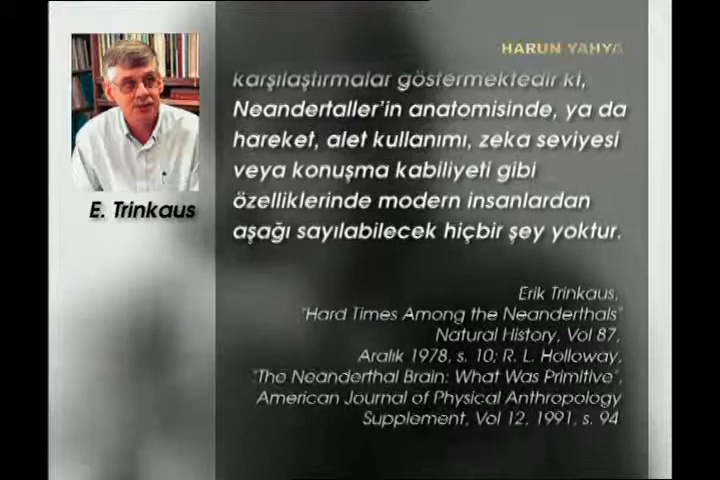 HARUN YAHYA
karşılaştırmalar göstermektedir ki,
Neandertaller'in anatomisinde, ya da
hareket, alet kullanımı, zeka seviyesi
veya konuşma kabiliyeti gibi
özelliklerinde modern insanlardan
aşağı sayılabilecek hiçbir şey yoktur.
E. Trinkaus
Erik Trinkaus,
"Hard Times Among the Neanderthals"
Natural History, Vol 87,
Aralık 1978, s. 10; R. L. Holloway,
"The Neanderthal Brain: What Was Primitive",
American Journal of Physical Anthropology
Supplement, Vol 12, 1991, s. 94